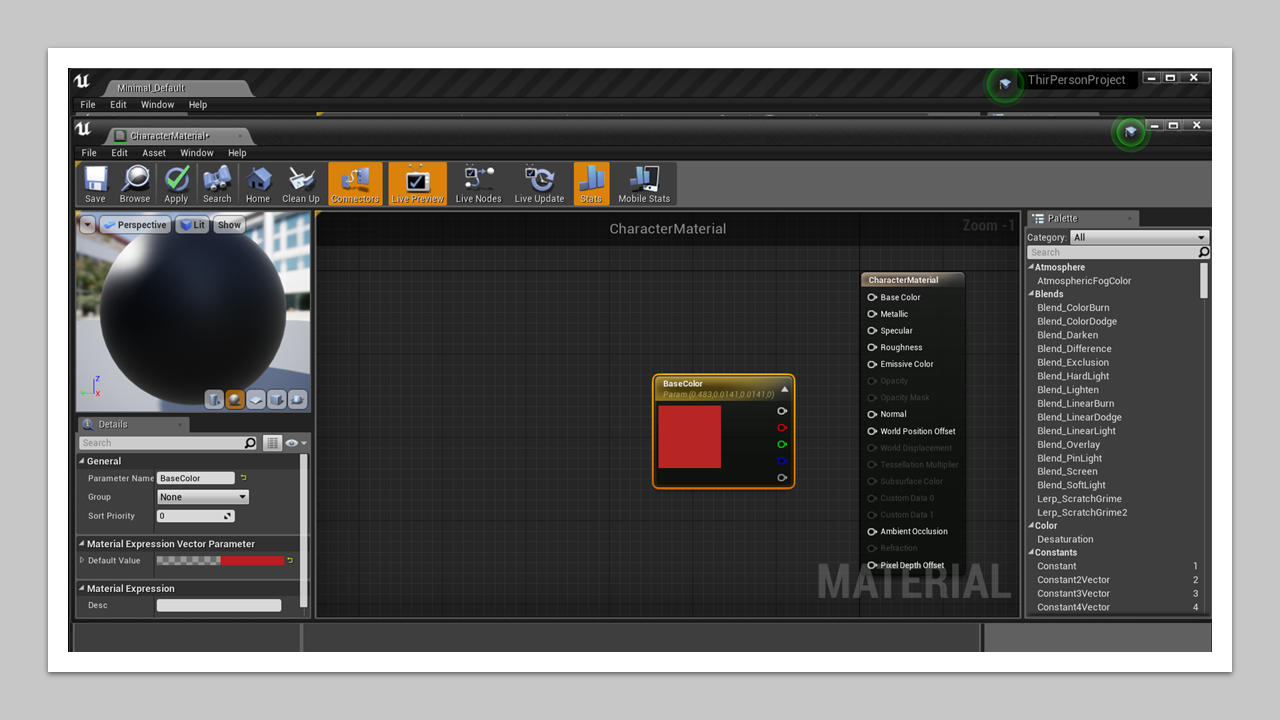 Minimal_Default
ThirPersonProject
File Edit Window Help
CharacterMaterial*
File Edit Asset Window Help
Save Browse Apply Search Home Clean Up Connectors Live Preview Live Nodes Live Update Stats Mobile Stats
Perspective Lit Show
Z
X
Details
Search
General
Parameter Name BaseColor
Group None
Sort Priority 0
Material Expression Vector Parameter
Default Value
Material Expression
Desc
CharacterMaterial
Zoom -1
BaseColor
Param (0.483,0.0141,0.0141,0)
CharacterMaterial
Base Color
Metallic
Specular
Roughness
Emissive Color
Opacity
Opacity Mask
Normal
World Position Offset
World Displacement
Tessellation Multiplier
Subsurface Color
Custom Data 0
Custom Data 1
Ambient Occlusion
Refraction
Pixel Depth Offset
MATERIAL
Palette
Category: All
Search
Atmosphere
AtmosphericFogColor
Blends
Blend_ColorBurn
Blend_ColorDodge
Blend_Darken
Blend_Difference
Blend_Exclusion
Blend_HardLight
Blend_Lighten
Blend_LinearBurn
Blend_LinearDodge
Blend_LinearLight
Blend_Overlay
Blend_PinLight
Blend_Screen
Blend_SoftLight
Lerp_ScratchGrime
Lerp_ScratchGrime2
Color
Desaturation
Constants
Constant 1
Constant2Vector 2
Constant3Vector 3
Constant4Vector 4